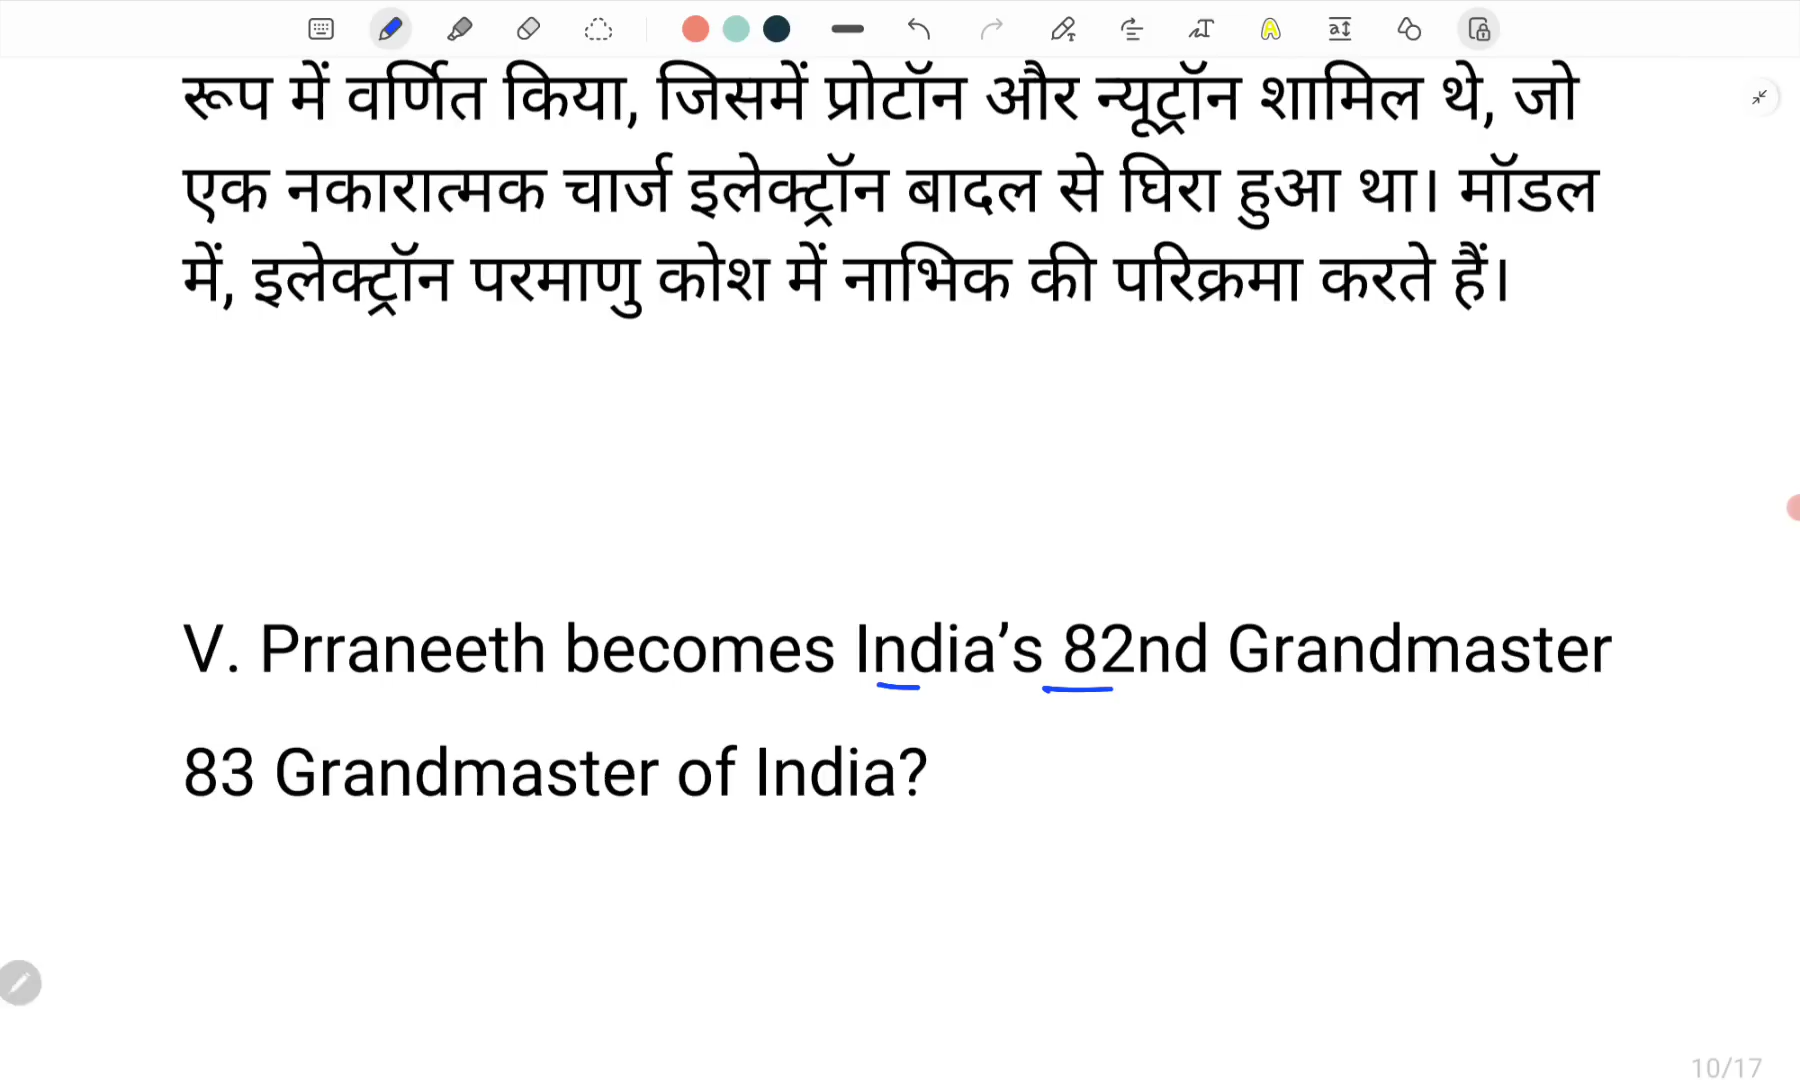 रूप में वर्णित किया, जिसमें प्रोटॉन और न्यूट्रॉन शामिल थे, जो
एक नकारात्मक चार्ज इलेक्ट्रॉन बादल से घिरा हुआ था। मॉडल
में, इलेक्ट्रॉन परमाणु कोश में नाभिक की परिक्रमा करते हैं।
V. Prraneeth becomes India’s 82nd Grandmaster
83 Grandmaster of India?
10/17